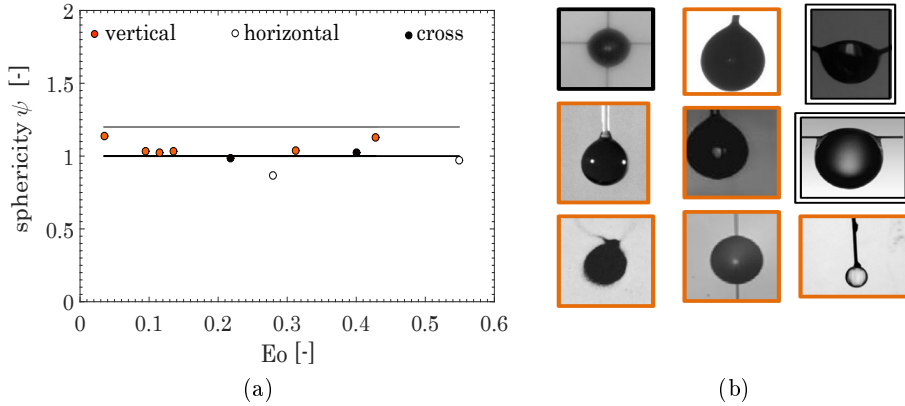 2
vertical
horizontal
cross
1.5
1
0.5
0
sphericity ψ [-]
0 0.1 0.2 0.3 0.4 0.5 0.6
Eo [-]
(a)
(b)